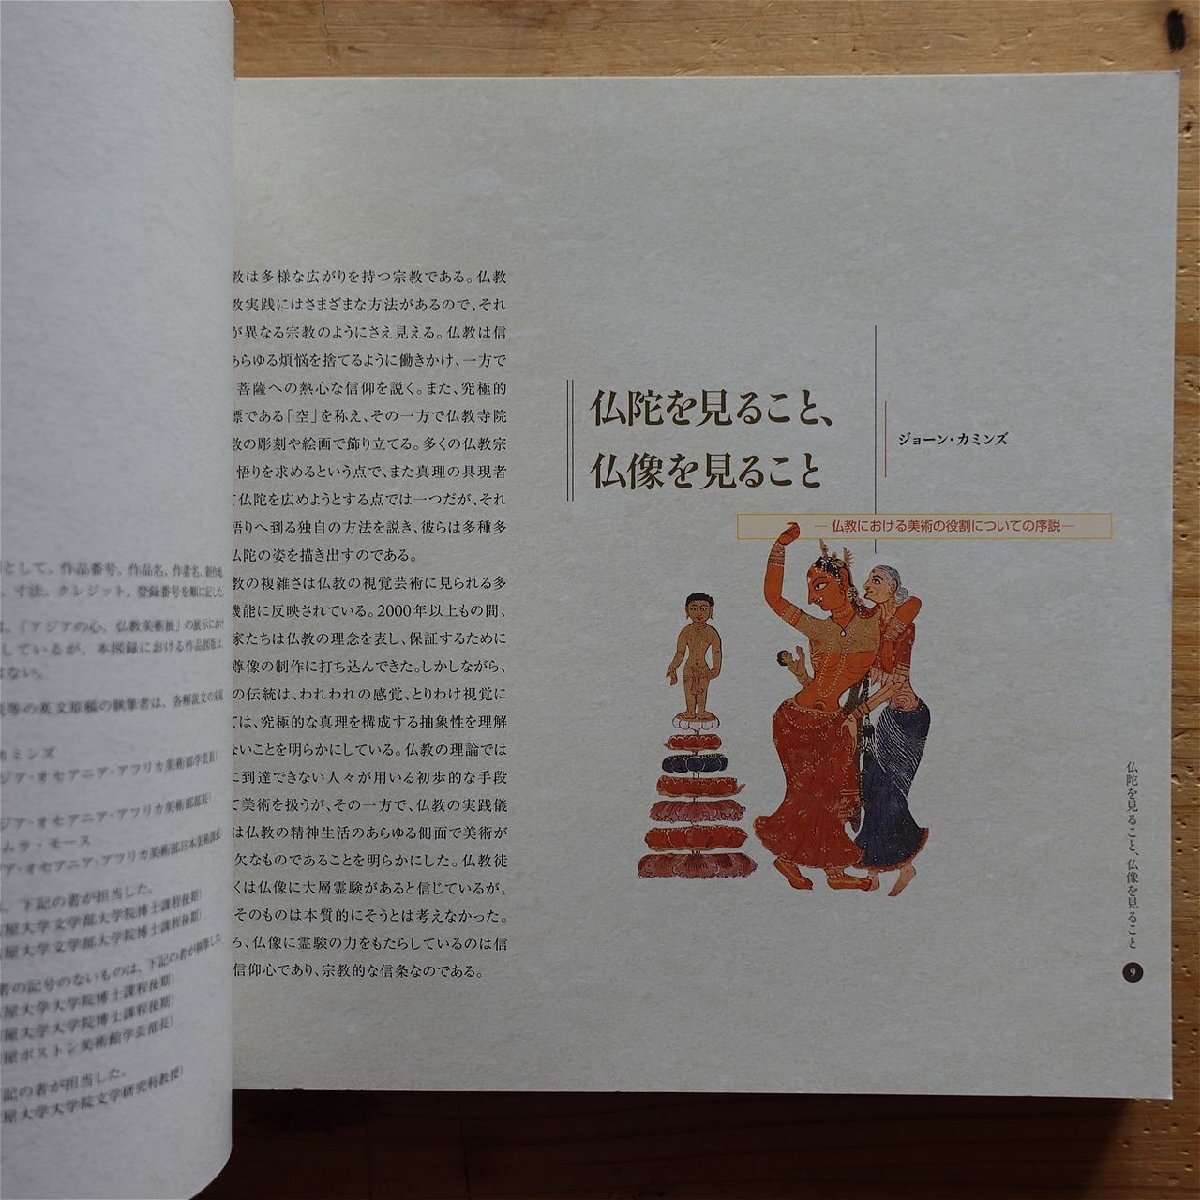 として、作品番号、作品名、作者名、制作地、
、寸法、クレジット、登録番号を順に記した
は、「アジアの心、仏教美術展」の展示におけ
しているが、本図録における作品図版は、
はない。
説等の英文原稿の執筆者は、各解説文の末尾
カミンズ
ジア・オセアニア・アフリカ美術部学芸員)
ジア・オセアニア・アフリカ美術部部長)
ムラ・モース
ア・オセアニア・アフリカ美術部日本美術課長)
、下記の者が担当した。
屋大学文学部大学院博士課程後期)
屋大学文学部大学院博士課程後期)
者の記号のないものは、下記の者が執筆した
屋大学大学院博士課程後期)
屋大学大学院博士課程後期)
屋ボストン美術館学芸部長)
記の者が担当した。
屋大学大学院文学研究科教授)
教は多様な広がりを持つ宗教である。仏教
教実践にはさまざまな方法があるので、それ
が異なる宗教のようにさえ見える。仏教は信
あらゆる煩悩を捨てるように働きかけ、一方で
菩薩への熱心な信仰を説く。また、究極的
標である「空」を称え、その一方で仏教寺院
教の彫刻や絵画で飾り立てる。多くの仏教宗
悟りを求めるという点で、また真理の具現者
て仏陀を広めようとする点では一つだが、それ
悟りへ到る独自の方法を説き、彼らは多種多
仏陀の姿を描き出すのである。
教の複雑さは仏教の視覚芸術に見られる多
機能に反映されている。2000年以上もの間、
家たちは仏教の理念を表し、保証するために
尊像の制作に打ち込んできた。しかしながら、
の伝統は、われわれの感覚、とりわけ視覚に
ては、究極的な真理を構成する抽象性を理解
ないことを明らかにしている。仏教の理論では
に到達できない人々が用いる初歩的な手段
て美術を扱うが、その一方で、仏教の実践儀
は仏教の精神生活のあらゆる側面で美術が
欠なものであることを明らかにした。仏教徒
くは仏像に大層霊験があると信じているが、
そのものは本質的にそうとは考えなかった。
ろ、仏像に霊験の力をもたらしているのは信
信仰心であり、宗教的な信条なのである。
仏陀を見ること、
仏像を見ること
ジョーン・カミンズ
―仏教における美術の役割についての序説―
仏陀を見ること、仏像を見ること
9